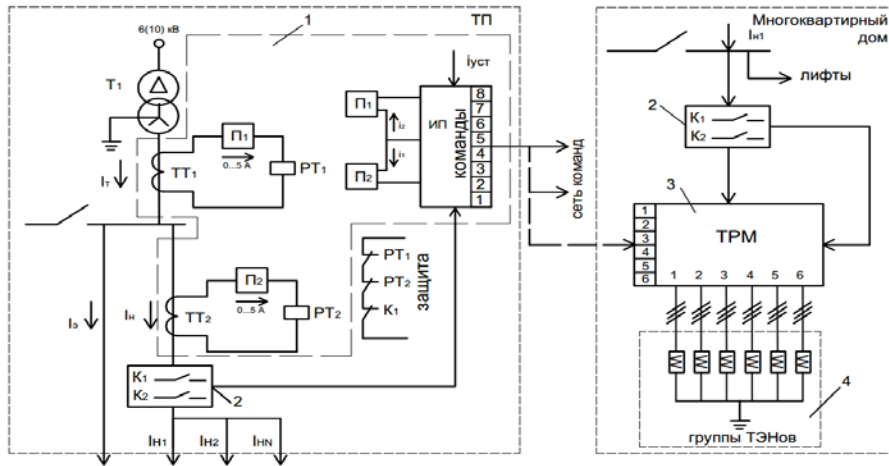 1
ТП
6(10) кВ
T1
iуст
П1
0...5 А
РТ1
ТТ1
Iт
П1
i2
i1
П2
ИП
команды
8
7
6
5
4
3
2
1
сеть команд
РТ1
РТ2
К1
защита
Iэ
Iн
ТТ2
П2
0...5 А
РТ2
К1
К2
2
IН1
IН2
IНN
Многоквартирный
дом
Iн1
лифты
2
К1
К2
3
ТРМ
1
2
3
4
5
6
1 2 3 4 5 6
4
группы ТЭНов